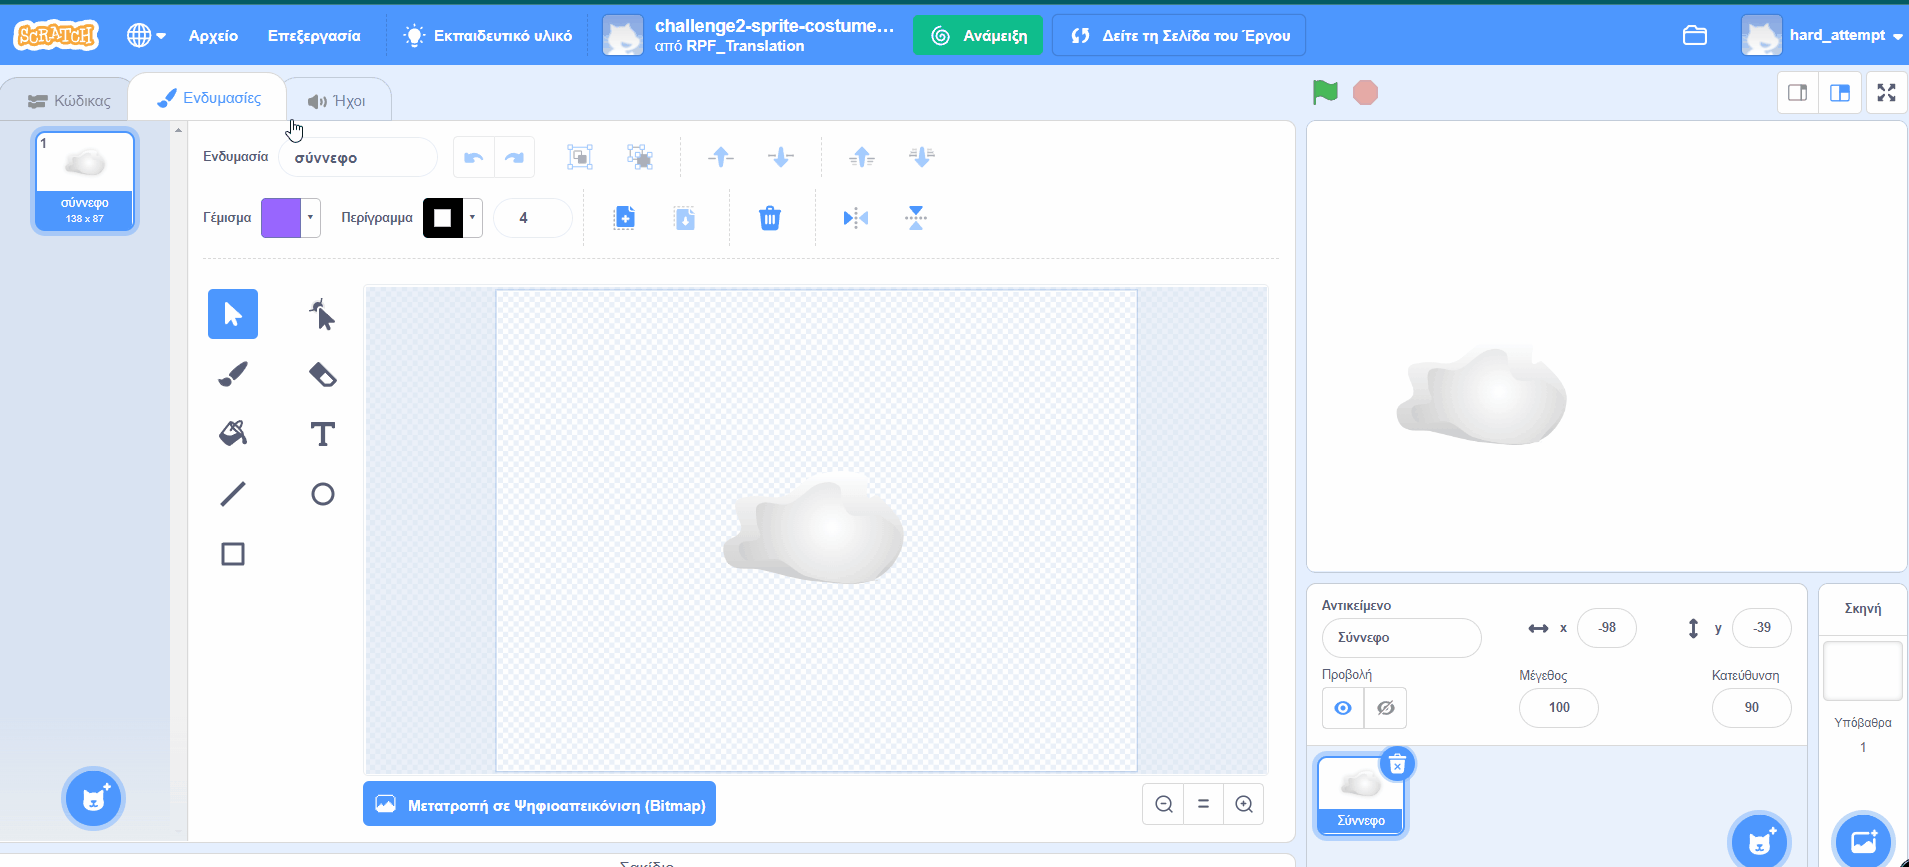 SCRATCH
Αρχείο
Επεξεργασία
Εκπαιδευτικό υλικό
challenge2-sprite-costume...
από RPF_Translation
Ανάμειξη
Δείτε τη Σελίδα του Έργου
hard_attempt
Κώδικας
Ενδυμασίες
Ήχοι
1
σύννεφο
138 x 87
Ενδυμασία
σύννεφο
Γέμισμα
Περίγραμμα
4
Μετατροπή σε Ψηφιοαπεικόνιση (Bitmap)
Αντικείμενο
Σύννεφο
x
-98
y
-39
Προβολή
Μέγεθος
100
Κατεύθυνση
90
Σύννεφο
Σκηνή
Υπόβαθρα
1
Σακίδιο